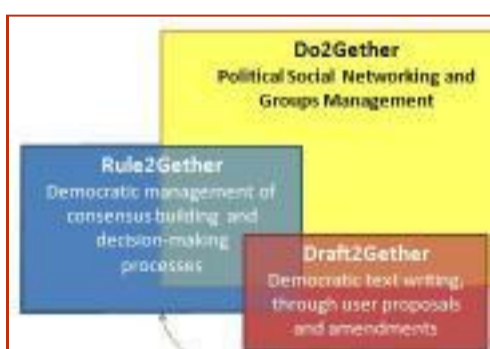 Do2Gether
Political Social Networking and
Groups Management
Rule2Gether
Democratic management of
consensus building and
decision-making
processes
Draft2Gether
Democratic text writing,
through user proposals
and amendments